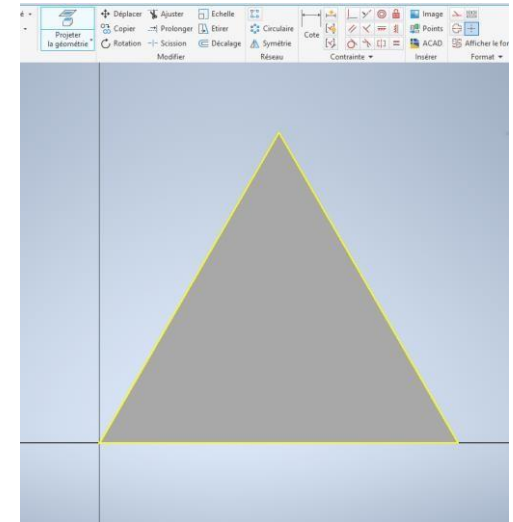 é
Déplacer Ajuster Echelle Image
Projeter la géométrie Copier Prolonger Etirer Circulaire Cote Points
Rotation Scission Décalage Symétrie ACAD Afficher le for
Modifier Réseau Contrainte Insérer Format